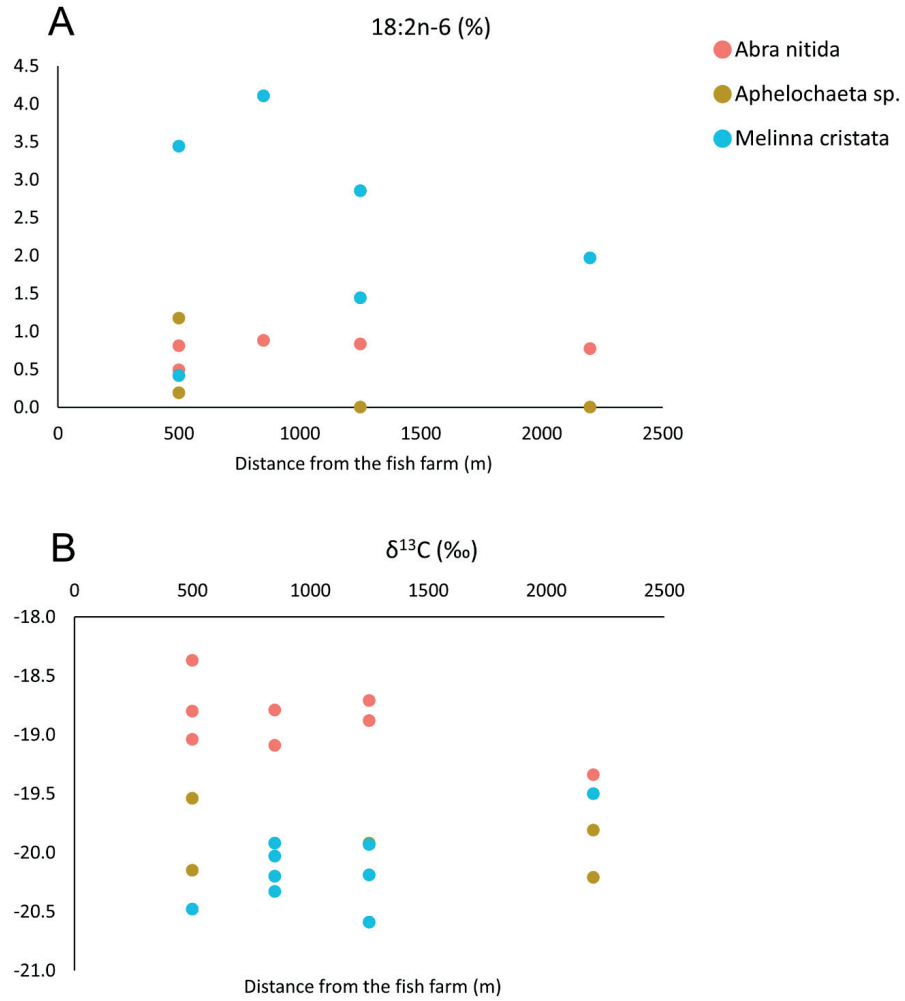 A
18:2n-6 (%)
Abra nitida
Aphelochaeta sp.
Melinna cristata
4.5
4.0
3.5
3.0
2.5
2.0
1.5
1.0
0.5
0.0
0 500 1000 1500 2000 2500
Distance from the fish farm (m)
B
δ¹³C (‰)
0 500 1000 1500 2000 2500
-18.0
-18.5
-19.0
-19.5
-20.0
-20.5
-21.0
Distance from the fish farm (m)